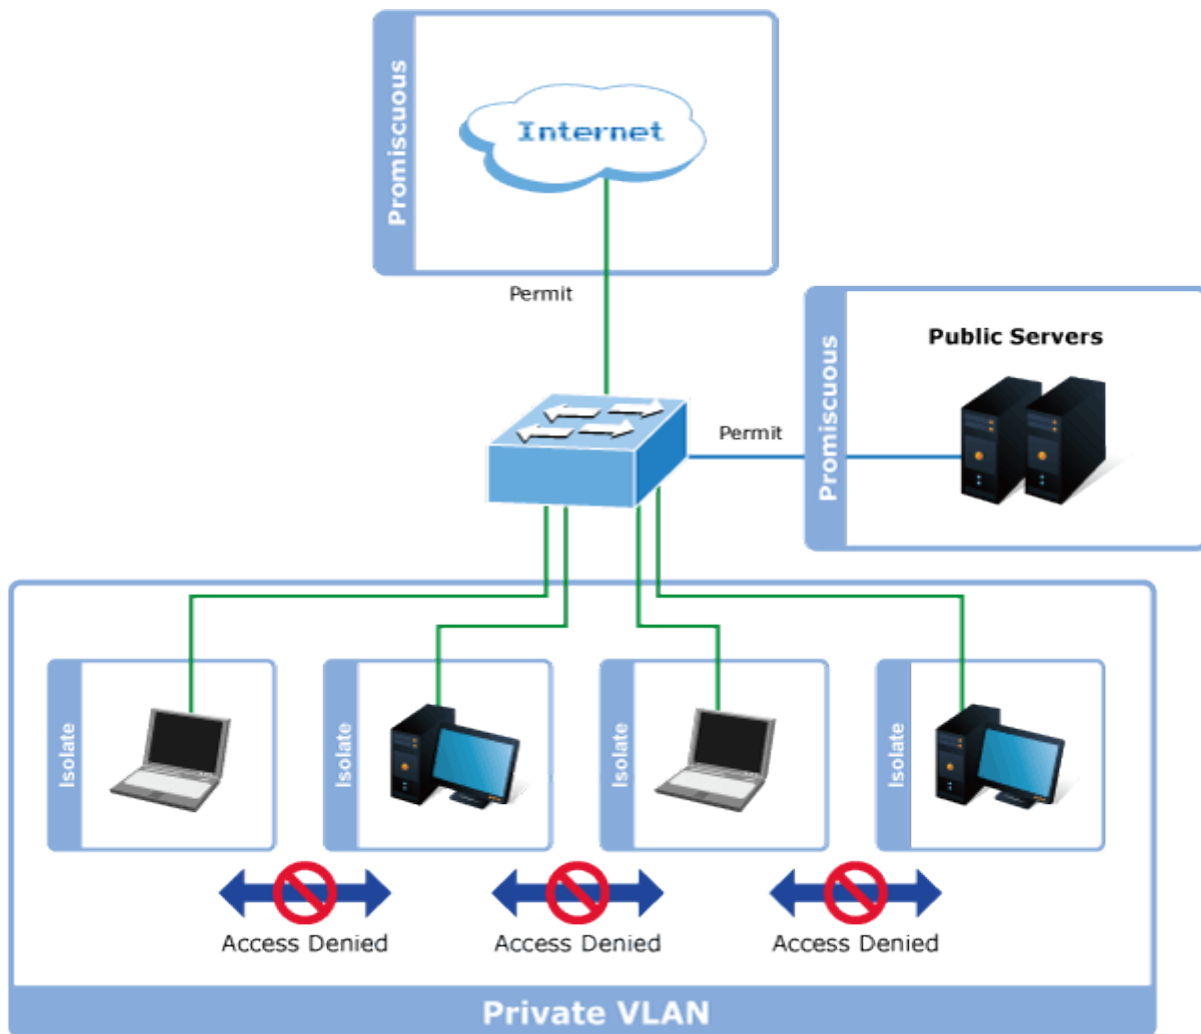 Promiscuous
Internet
Permit
Promiscuous
Public Servers
Permit
Isolate
Isolate
Isolate
Isolate
Access Denied
Access Denied
Access Denied
Private VLAN